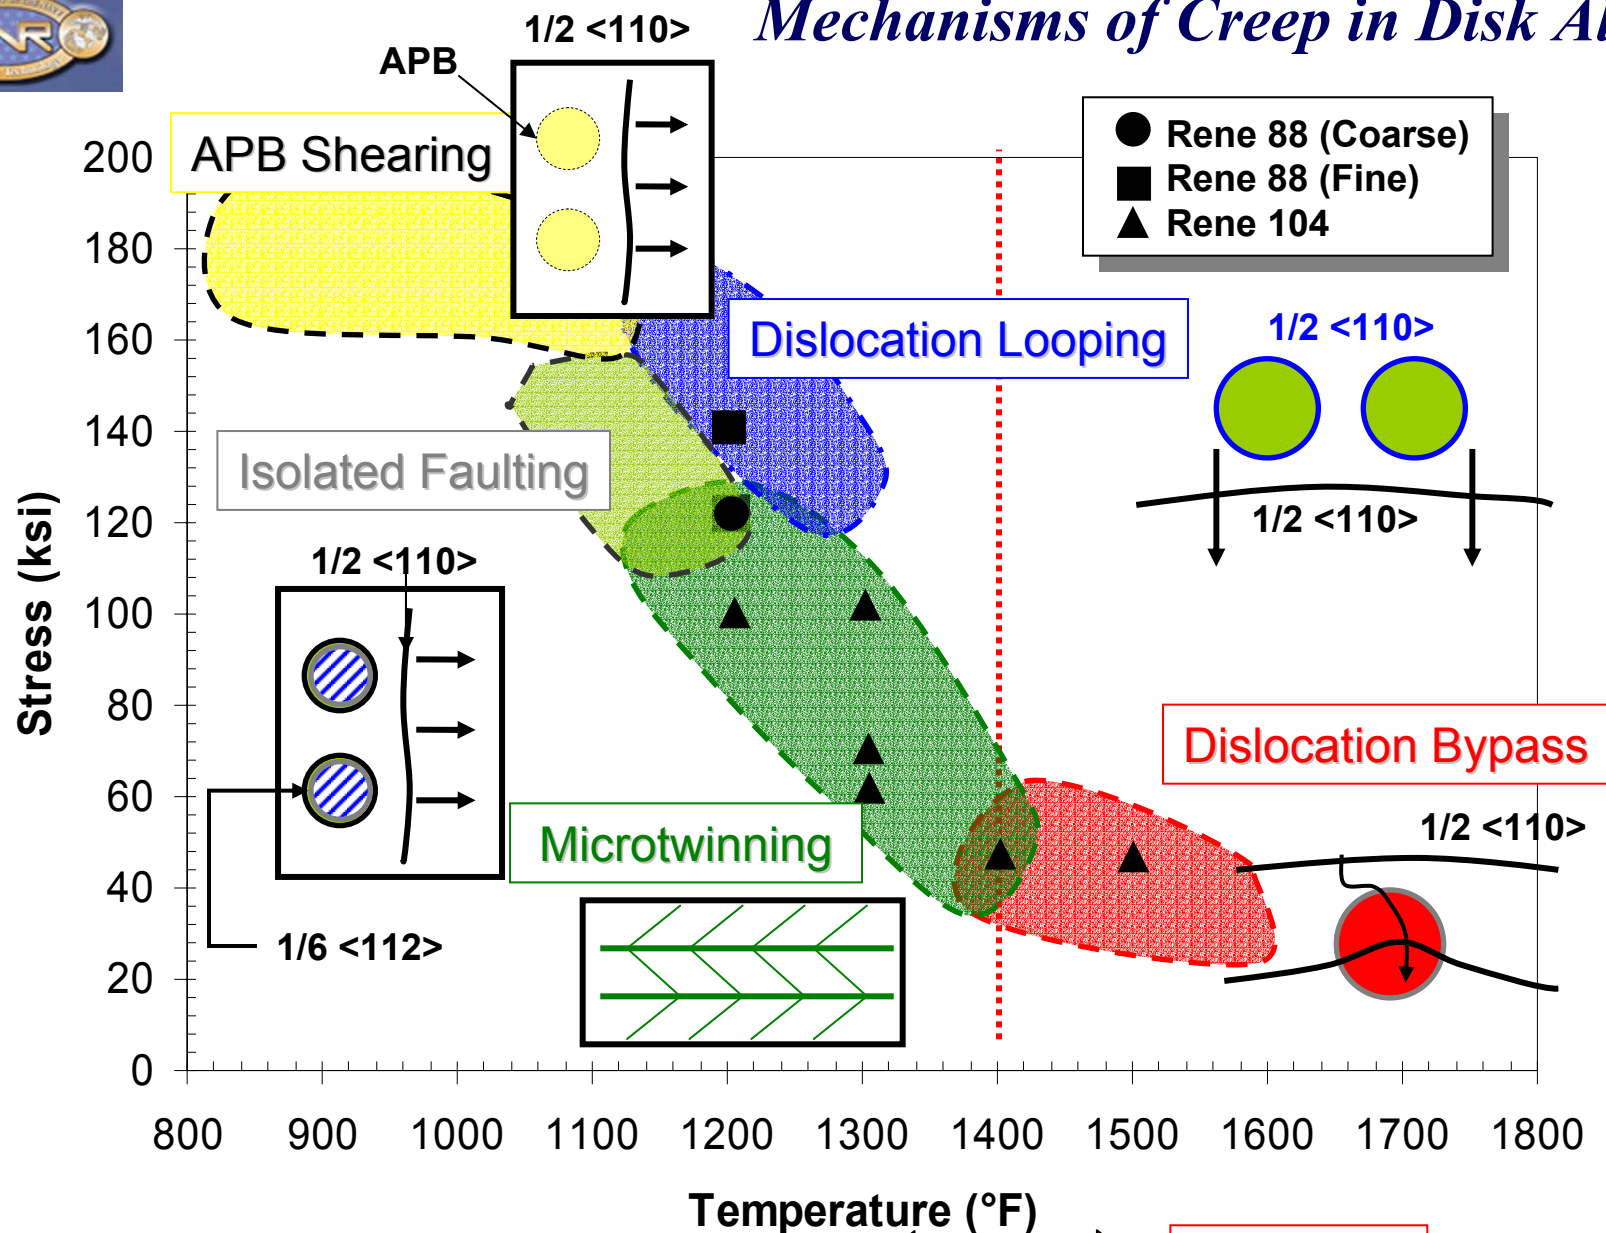 Mechanisms of Creep in Disk
1/2 <110>
APB
APB Shearing
Rene 88 (Coarse)
Rene 88 (Fine)
Rene 104
Dislocation Looping
1/2 <110>
1/2 <110>
Isolated Faulting
1/2 <110>
1/6 <112>
Microtwinning
Dislocation Bypass
1/2 <110>
Stress (ksi)
200
180
160
140
120
100
80
60
40
20
0
800 900 1000 1100 1200 1300 1400 1500 1600 1700 1800
Temperature (°F)